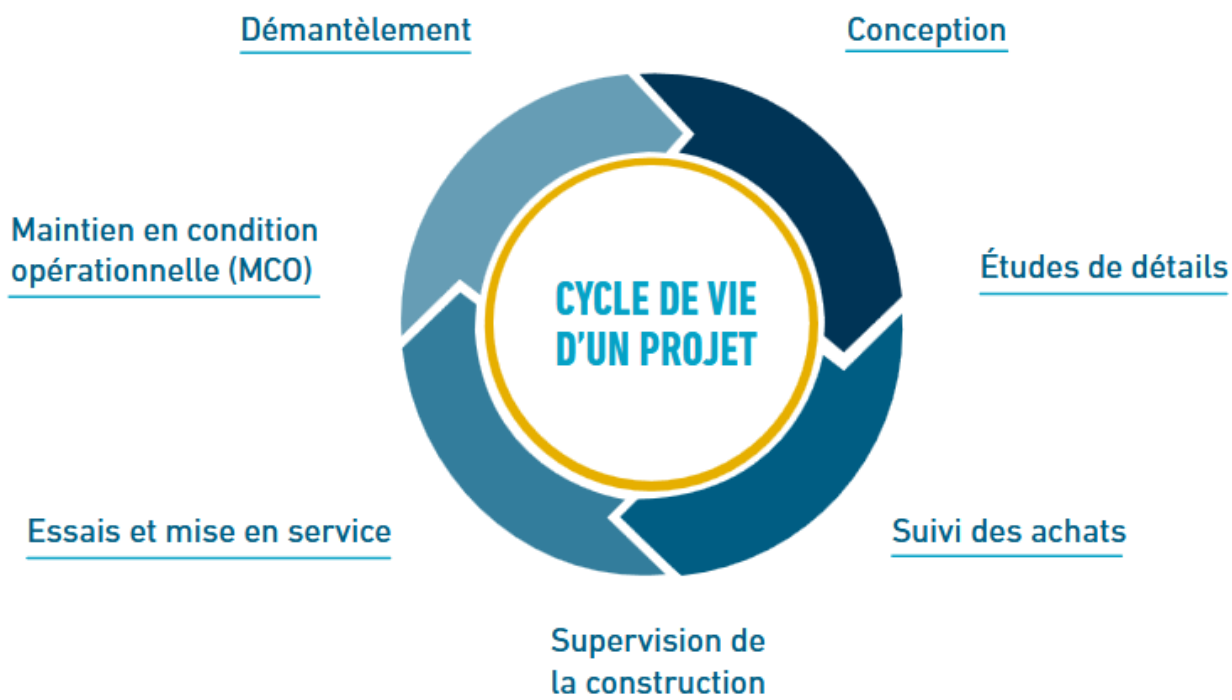 Démantèlement
Conception
Maintien en condition
opérationnelle (MCO)
Études de détails
CYCLE DE VIE
D'UN PROJET
Essais et mise en service
Suivi des achats
Supervision de
la construction